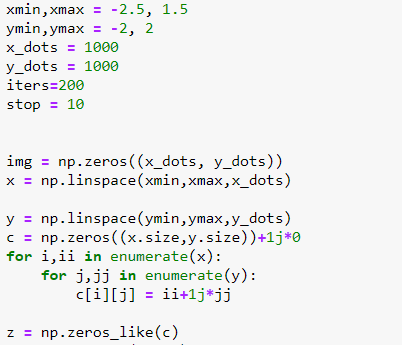 xmin,xmax = -2.5, 1.5
ymin,ymax = -2, 2
x_dots = 1000
y_dots = 1000
iters=200
stop = 10
img = np.zeros((x_dots, y_dots))
x = np.linspace(xmin,xmax,x_dots)
y = np.linspace(ymin,ymax,y_dots)
c = np.zeros((x.size,y.size))+1j*0
for i,ii in enumerate(x):
    for j,jj in enumerate(y):
        c[i][j] = ii+1j*jj
z = np.zeros_like(c)